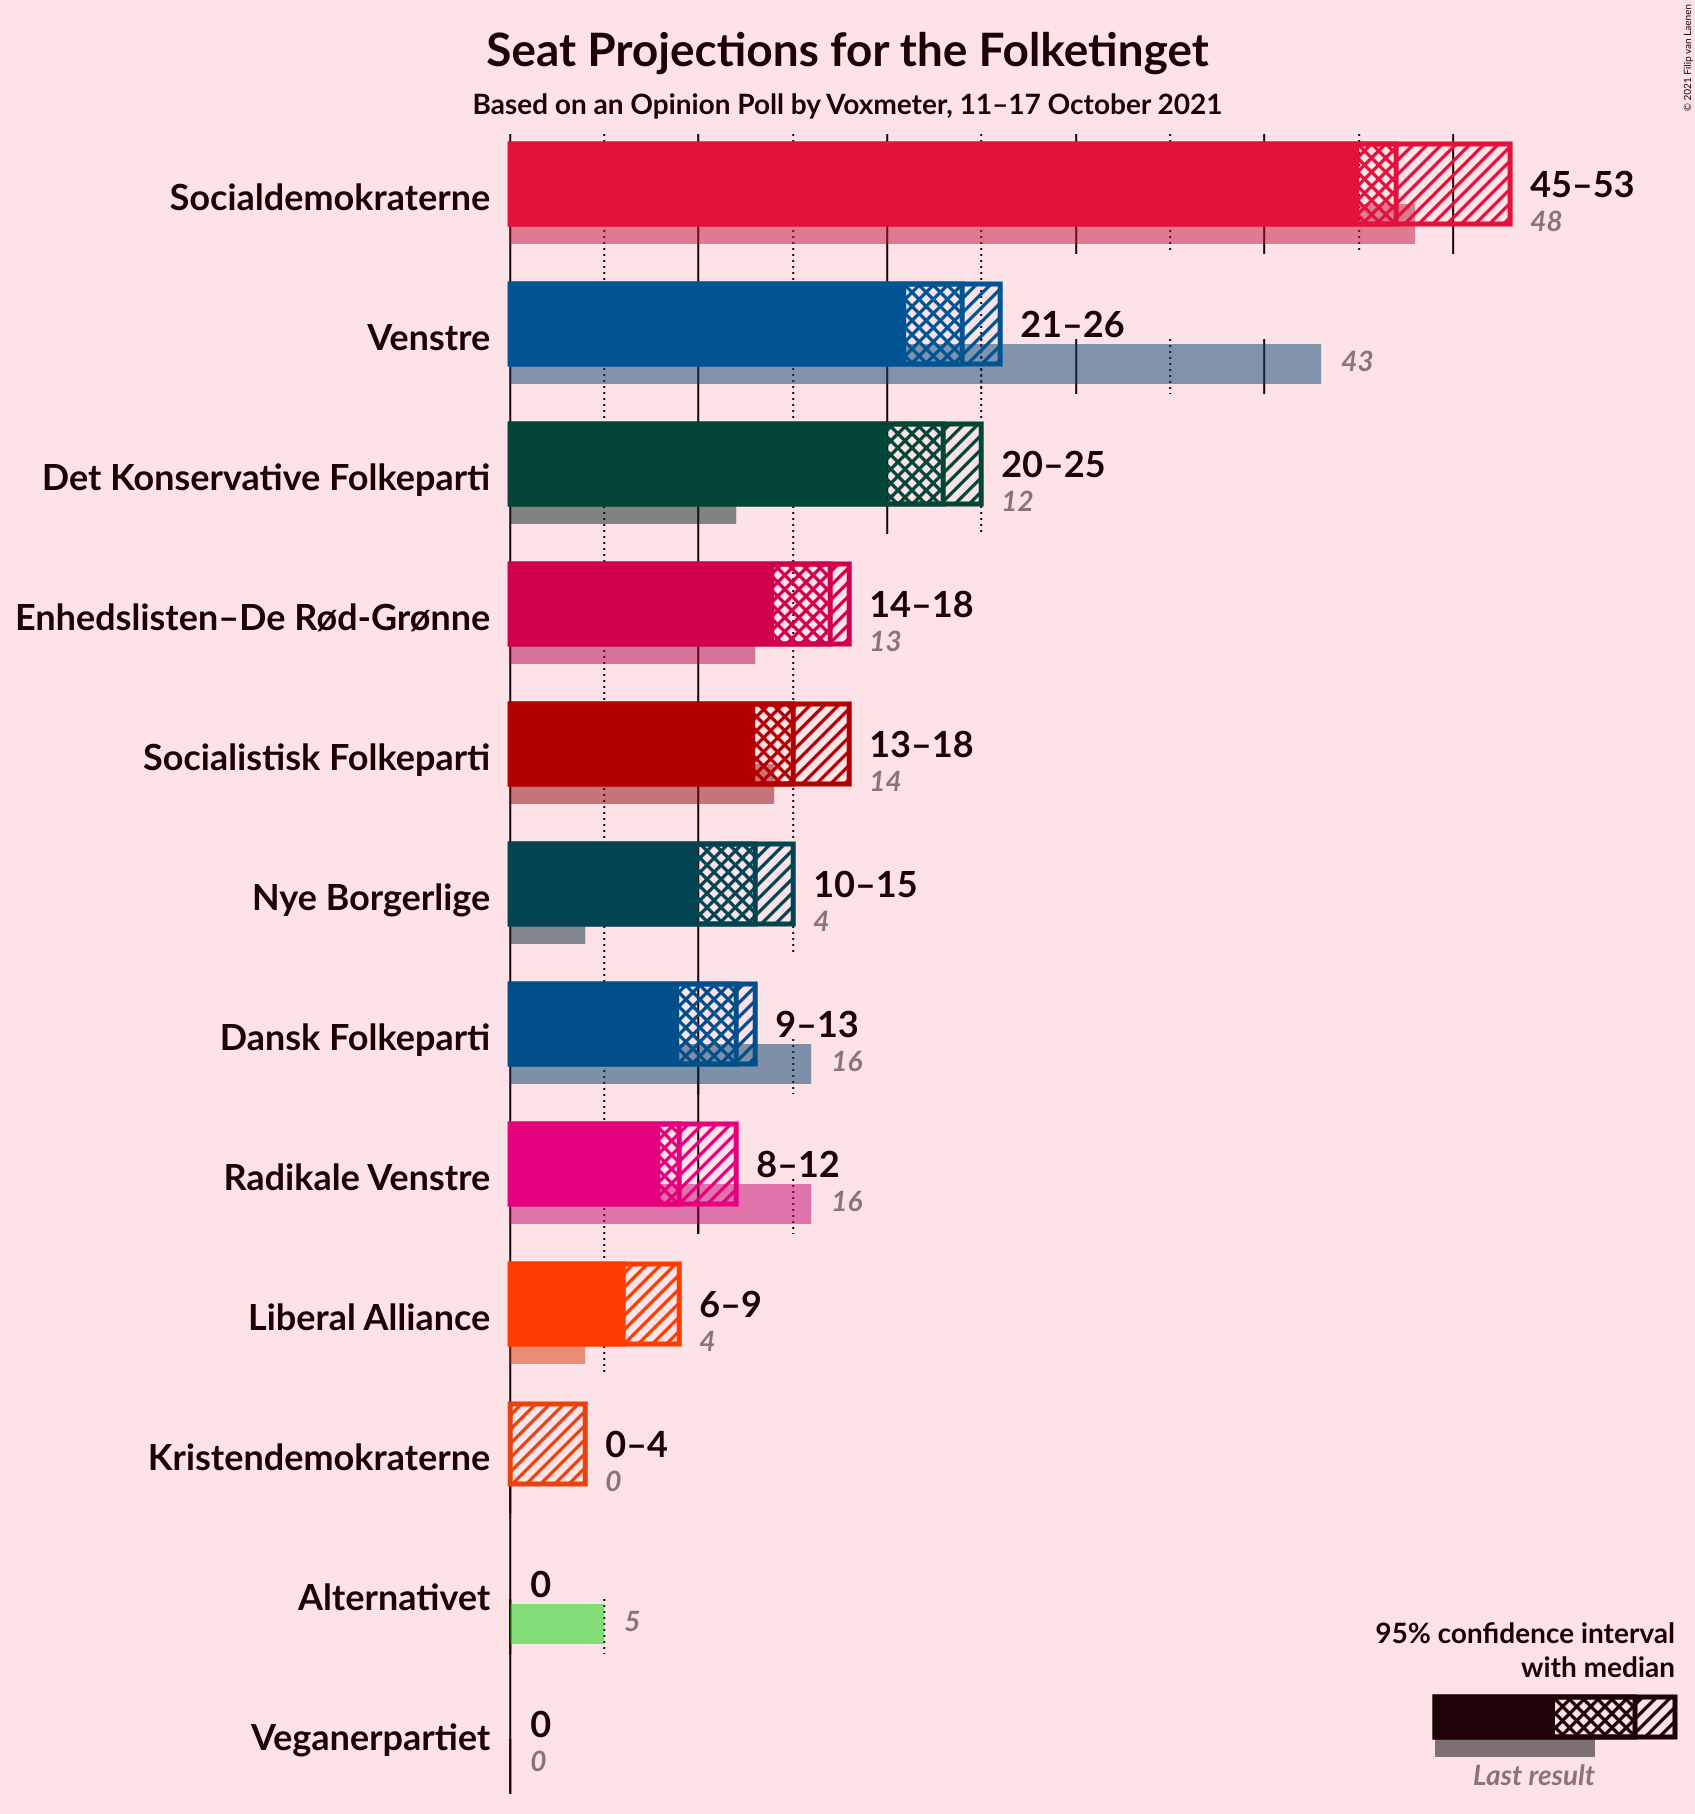 Seat Projections for the Folketinget
Based on an Opinion Poll by Voxmeter, 11–17 October 2021
© 2021 Filip van Laenen
Socialdemokraterne
45–53
48
Venstre
21–26
43
Det Konservative Folkeparti
20–25
12
Enhedslisten–De Rød-Grønne
14–18
13
Socialistisk Folkeparti
13–18
14
Nye Borgerlige
10–15
4
Dansk Folkeparti
9–13
16
Radikale Venstre
8–12
16
Liberal Alliance
6–9
4
Kristendemokraterne
0–4
0
Alternativet
0
5
Veganerpartiet
0
0
95% confidence interval
with median
Last result